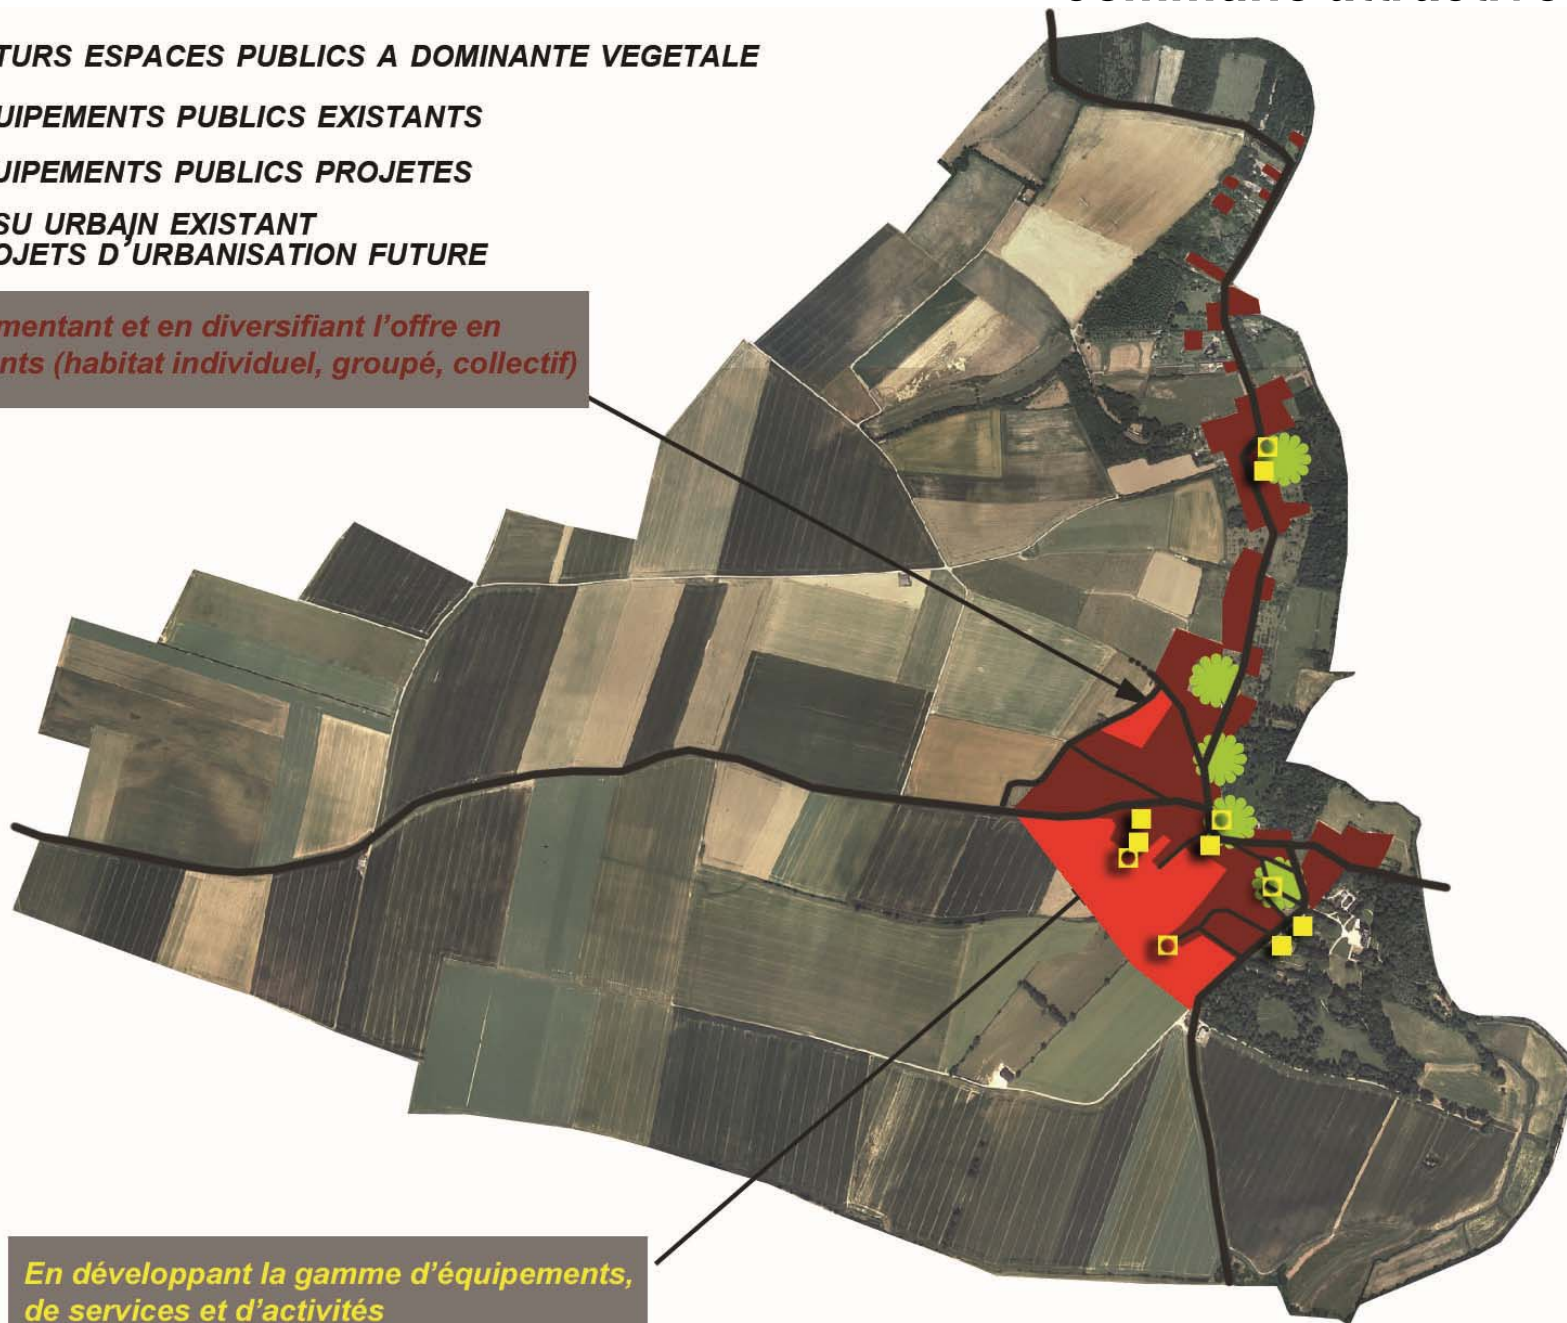 TURS ESPACES PUBLICS A DOMINANTE VEGETALE
UIPEMENTS PUBLICS EXISTANTS
UIPEMENTS PUBLICS PROJETES
SU URBAIN EXISTANT
OJETS D'URBANISATION FUTURE
mentant et en diversifiant l'offre en
nts (habitat individuel, groupé, collectif)
En développant la gamme d'équipements,
de services et d'activités